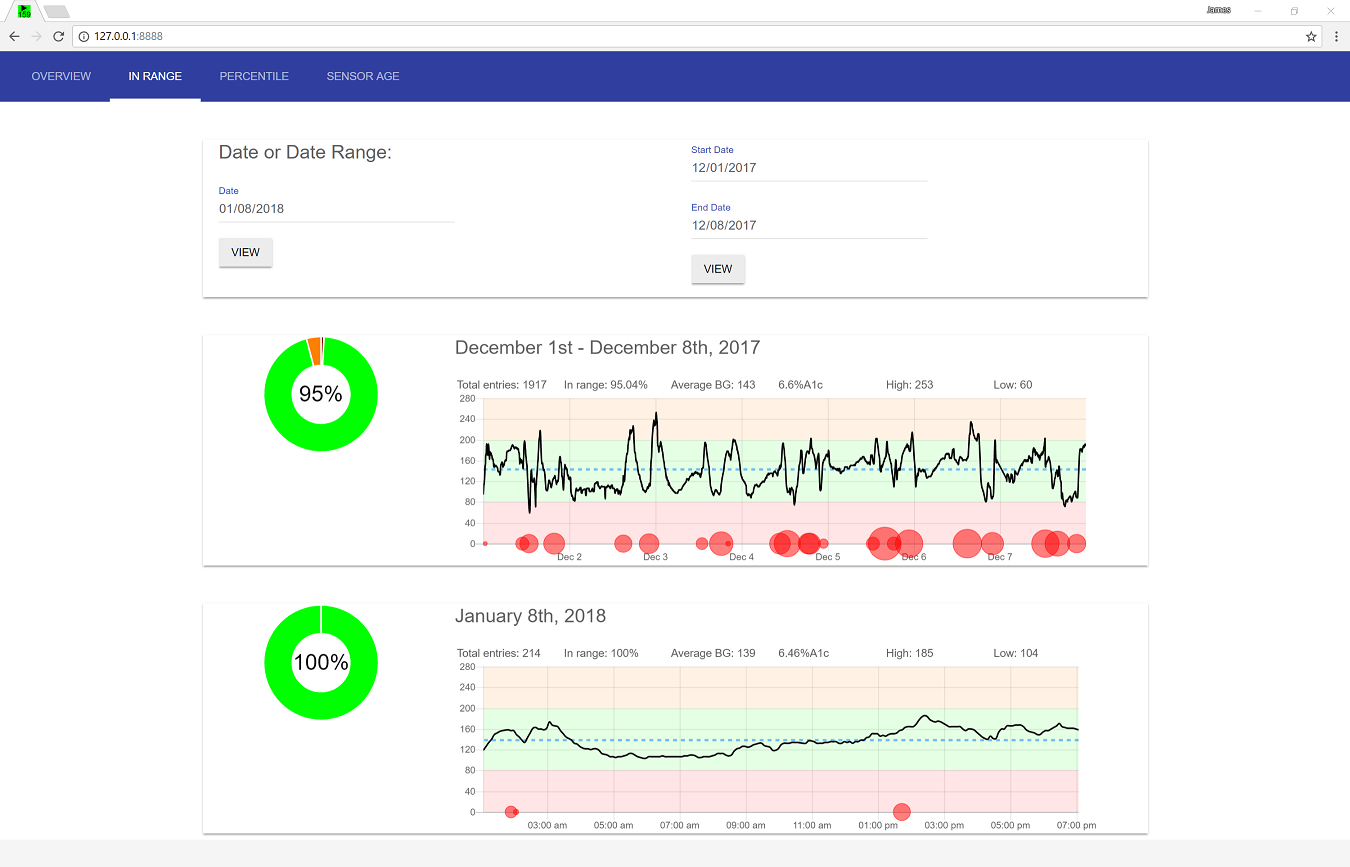 159
James
127.0.0.1:8888
OVERVIEW IN RANGE PERCENTILE SENSOR AGE
Date or Date Range:
Date
01/08/2018
VIEW
Start Date
12/01/2017
End Date
12/08/2017
VIEW
95%
December 1st - December 8th, 2017
Total entries: 1917 In range: 95.04% Average BG: 143 6.6%A1c High: 253 Low: 60
280
240
200
160
120
80
40
0
Dec 2 Dec 3 Dec 4 Dec 5 Dec 6 Dec 7
100%
January 8th, 2018
Total entries: 214 In range: 100% Average BG: 139 6.46%A1c High: 185 Low: 104
280
240
200
160
120
80
40
0
03:00 am 05:00 am 07:00 am 09:00 am 11:00 am 01:00 pm 03:00 pm 05:00 pm 07:00 pm